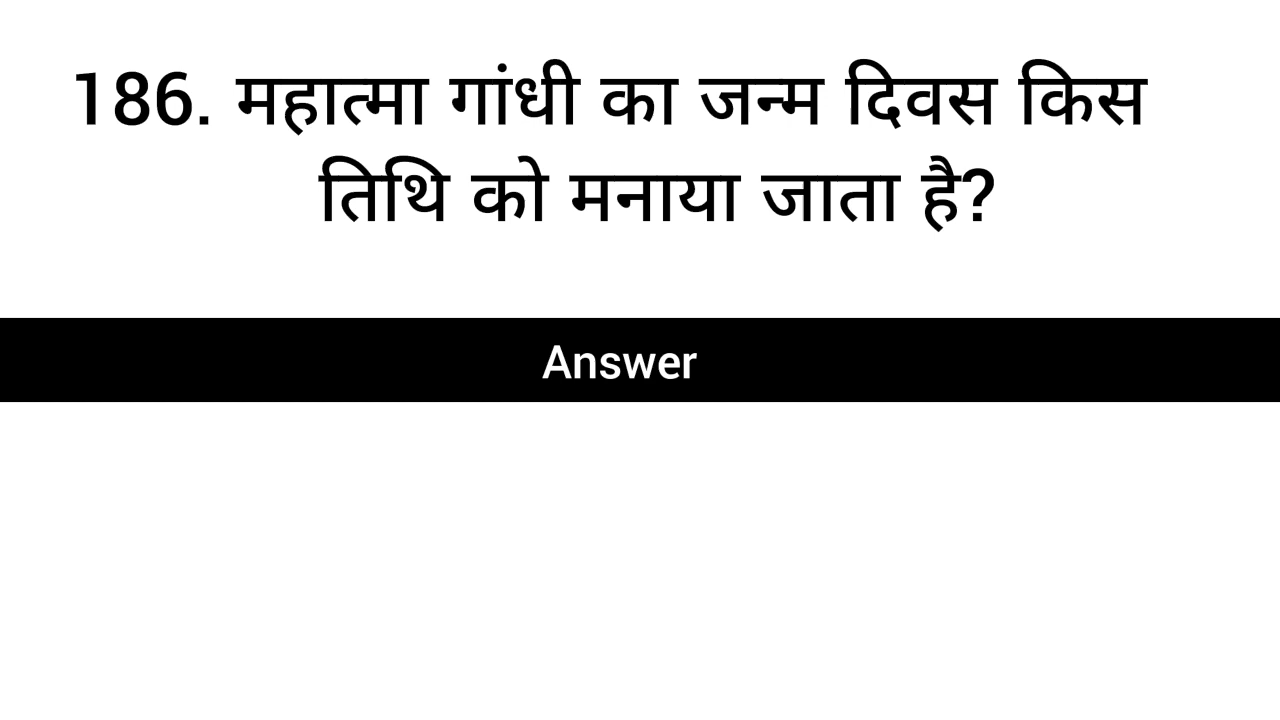 186. महात्मा गांधी का जन्म दिवस किस
तिथि को मनाया जाता है?
Answer